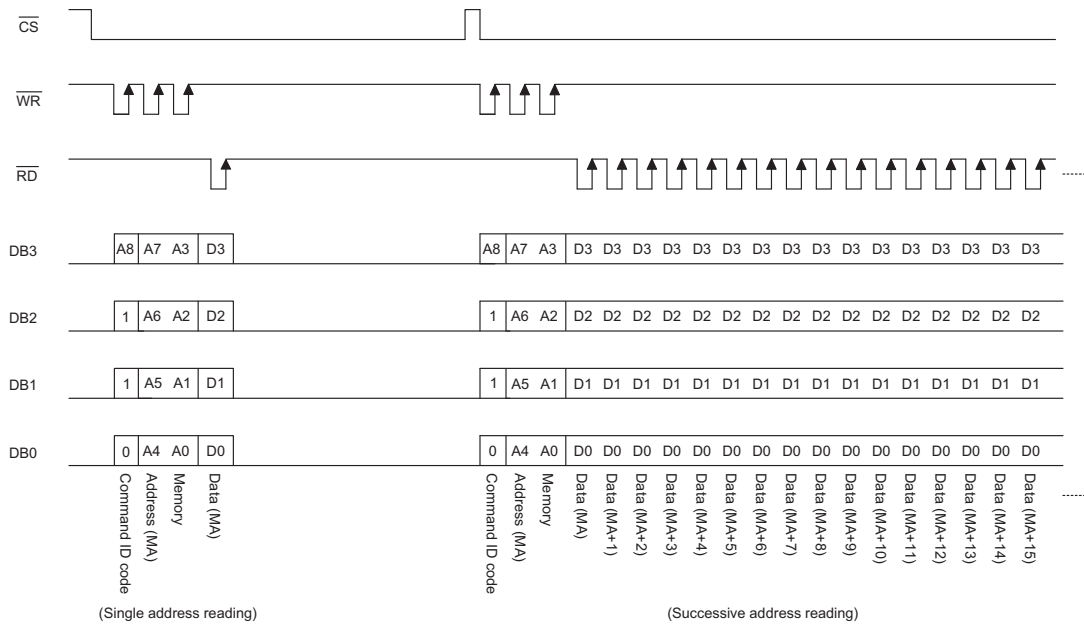 CS
WR
RD
DB3 A8 A7 A3 D3 A8 A7 A3 D3 D3 D3 D3 D3 D3 D3 D3 D3 D3 D3 D3 D3 D3 D3 D3
DB2 1 A6 A2 D2 1 A6 A2 D2 D2 D2 D2 D2 D2 D2 D2 D2 D2 D2 D2 D2 D2 D2 D2
DB1 1 A5 A1 D1 1 A5 A1 D1 D1 D1 D1 D1 D1 D1 D1 D1 D1 D1 D1 D1 D1 D1 D1
DB0 0 A4 A0 D0 0 A4 A0 D0 D0 D0 D0 D0 D0 D0 D0 D0 D0 D0 D0 D0 D0 D0 D0
Command ID code
Address (MA)
Memory
Data (MA)
Command ID code
Address (MA)
Memory
Data (MA)
Data (MA+1)
Data (MA+2)
Data (MA+3)
Data (MA+4)
Data (MA+5)
Data (MA+6)
Data (MA+7)
Data (MA+8)
Data (MA+9)
Data (MA+10)
Data (MA+11)
Data (MA+12)
Data (MA+13)
Data (MA+14)
Data (MA+15)
(Single address reading)
(Successive address reading)